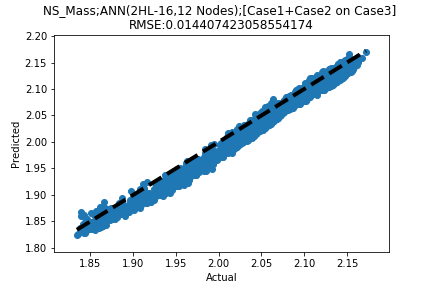 NS_Mass;ANN(2HL-16,12 Nodes);[Case1+Case2 on Case3]
RMSE:0.014407423058554174
2.20
2.15
2.10
2.05
2.00
1.95
1.90
1.85
1.80
Predicted
1.85 1.90 1.95 2.00 2.05 2.10 2.15
Actual